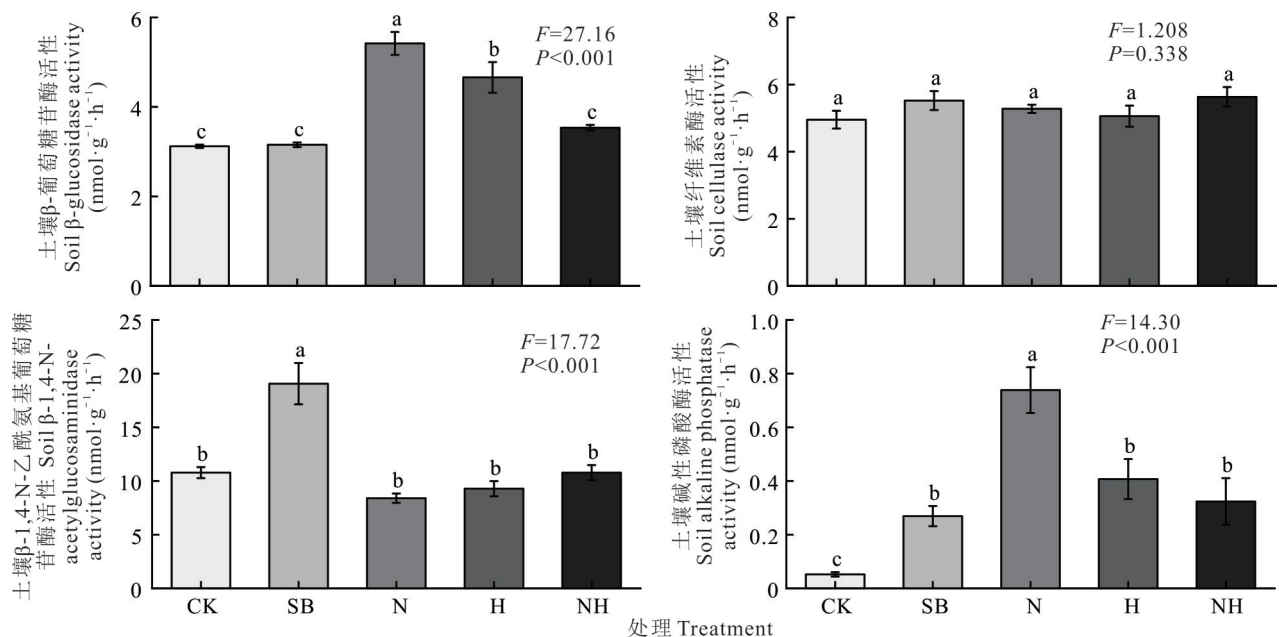 土壤β-葡萄糖苷酶活性
Soil β-glucosidase activity
(nmol·g⁻¹·h⁻¹)
8
6
4
2
0
c
c
a
b
c
F=27.16
P<0.001
土壤纤维素酶活性
Soil cellulase activity
(nmol·g⁻¹·h⁻¹)
8
6
4
2
0
a
a
a
a
a
F=1.208
P=0.338
土壤β-1,4-N-乙酰氨基葡萄糖
苷酶活性 Soil β-1,4-N-
acetylglucosaminidase
activity (nmol·g⁻¹·h⁻¹)
25
20
15
10
5
0
b
a
b
b
b
F=17.72
P<0.001
CK SB N H NH
土壤碱性磷酸酶活性
Soil alkaline phosphatase
activity (nmol·g⁻¹·h⁻¹)
1.0
0.8
0.6
0.4
0.2
0.0
c
b
a
b
b
F=14.30
P<0.001
CK SB N H NH
处理 Treatment